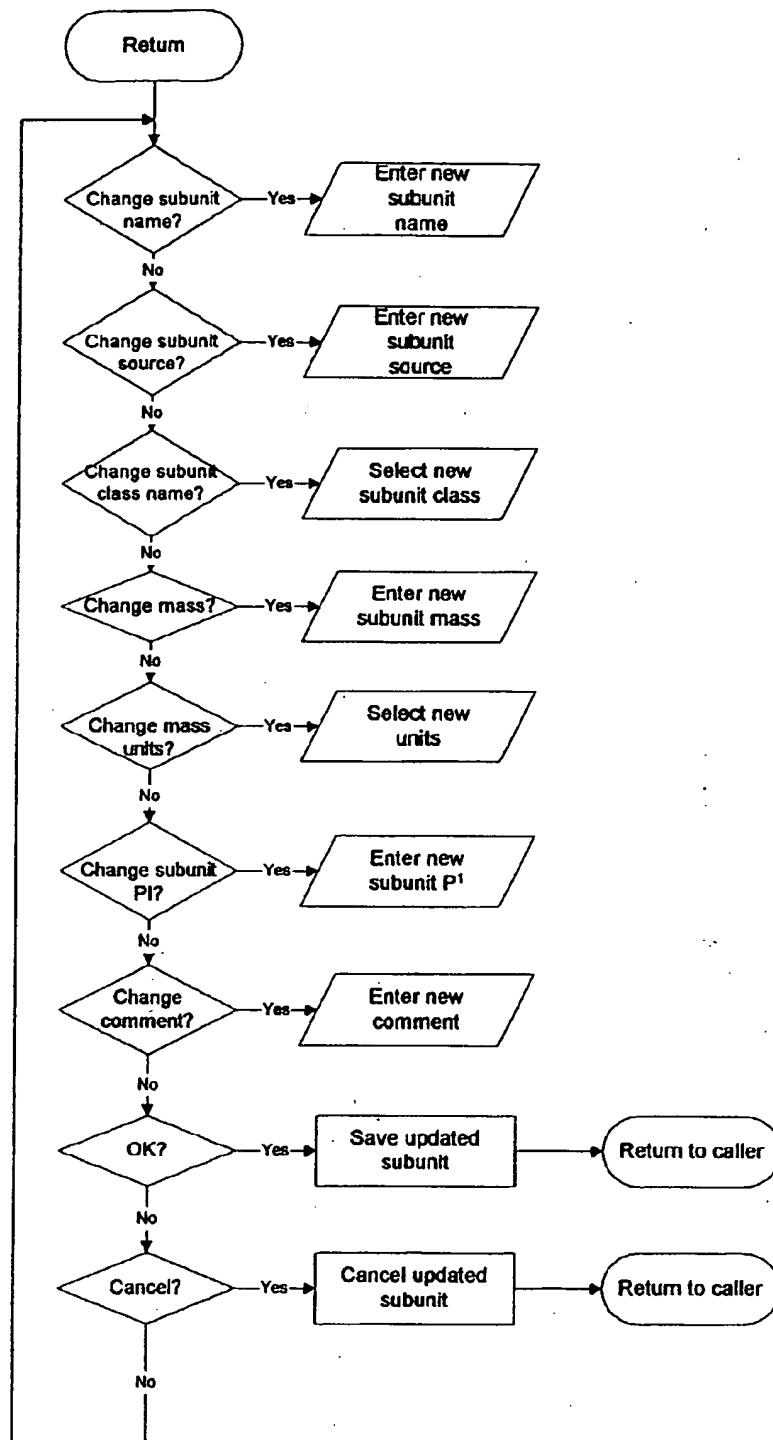 Return
Change subunit
name?
Yes
Enter new
subunit
name
No
Change subunit
source?
Yes
Enter new
subunit
source
No
Change subunit
class name?
Yes
Select new
subunit class
No
Change mass?
Yes
Enter new
subunit mass
No
Change mass
units?
Yes
Select new
units
No
Change subunit
PI?
Yes
Enter new
subunit P¹
No
Change
comment?
Yes
Enter new
comment
No
OK?
Yes
Save updated
subunit
Return to caller
No
Cancel?
Yes
Cancel updated
subunit
Return to caller
No